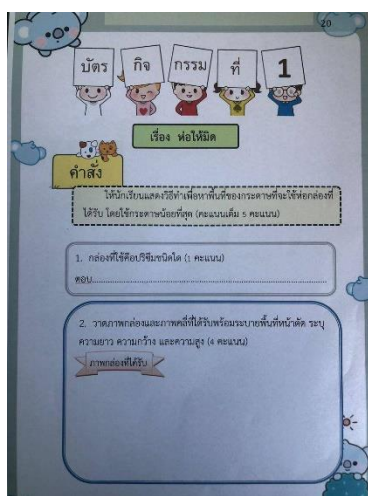 20
บัตร กิจ กรรม ที่ 1
เรื่อง ห่อให้มิด
คำสั่ง
ให้นักเรียนแสดงวิธีทำเพื่อหาพื้นที่ของกระดาษที่จะใช้ห่อกล่องที่
ได้รับ โดยใช้กระดาษน้อยที่สุด (คะแนนเต็ม 5 คะแนน)
1. กล่องที่ใช้คือปริซึมชนิดใด (1 คะแนน)
ตอบ
2. วาดภาพกล่องและภาพคลี่ที่ได้รับพร้อมระบายพื้นที่หน้าตัด ระบุ
ความยาว ความกว้าง และความสูง (4 คะแนน)
ภาพกล่องที่ได้รับ